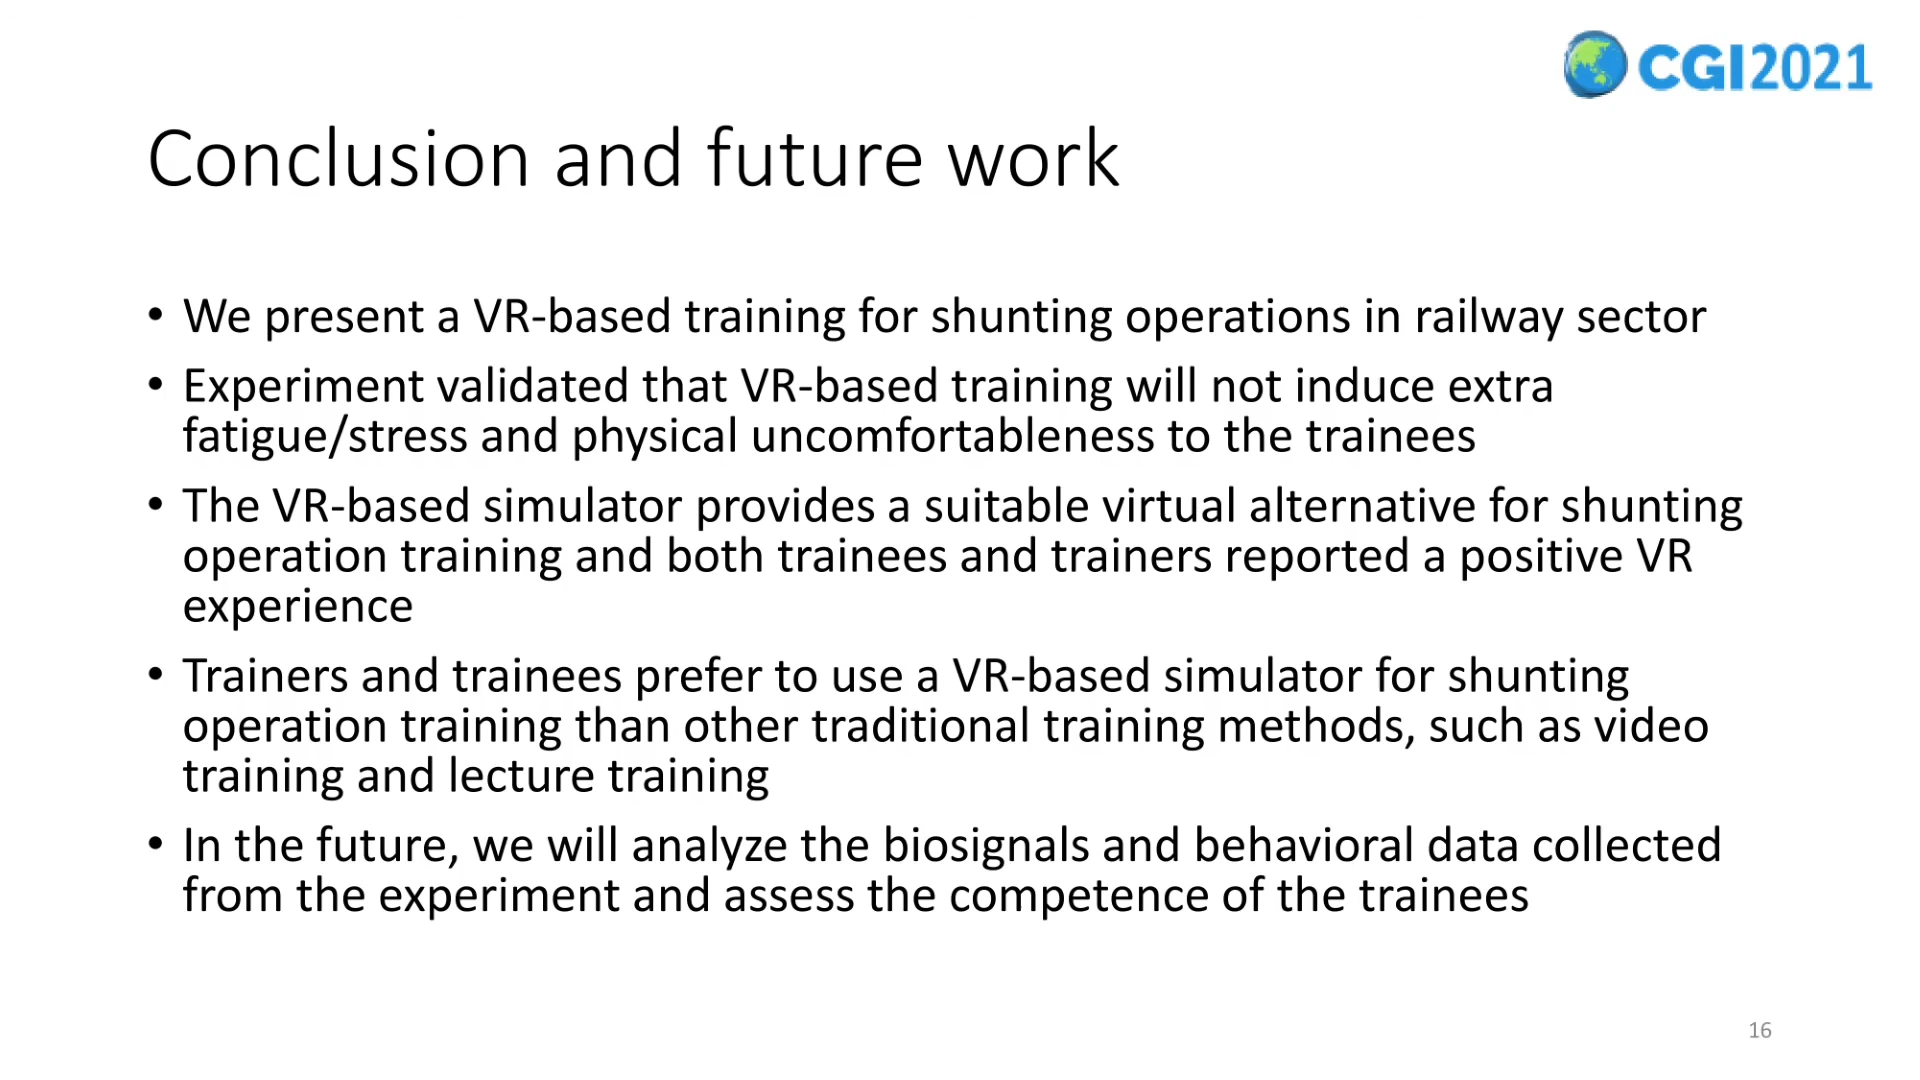 CGI2021
Conclusion and future work
• We present a VR-based training for shunting operations in railway sector
• Experiment validated that VR-based training will not induce extra
fatigue/stress and physical uncomfortableness to the trainees
• The VR-based simulator provides a suitable virtual alternative for shunting
operation training and both trainees and trainers reported a positive VR
experience
• Trainers and trainees prefer to use a VR-based simulator for shunting
operation training than other traditional training methods, such as video
training and lecture training
• In the future, we will analyze the biosignals and behavioral data collected
from the experiment and assess the competence of the trainees
16